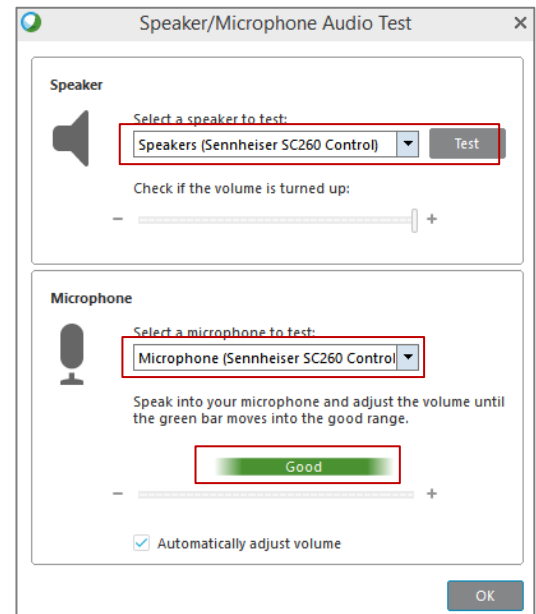 Speaker/Microphone Audio Test
Speaker
Select a speaker to test:
Speakers (Sennheiser SC260 Control)
Test
Check if the volume is turned up:
– +
Microphone
Select a microphone to test:
Microphone (Sennheiser SC260 Control
Speak into your microphone and adjust the volume until
the green bar moves into the good range.
Good
– +
Automatically adjust volume
OK